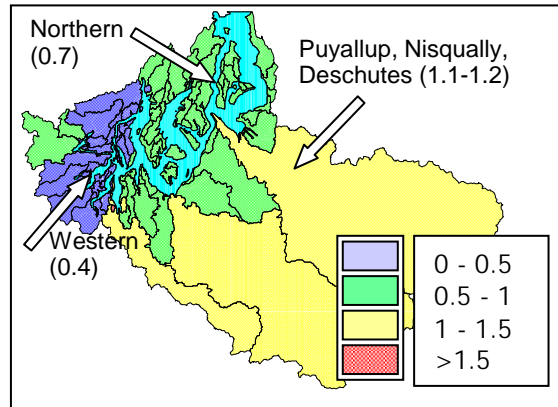 Northern
(0.7)
Puyallup, Nisqually,
Deschutes (1.1-1.2)
Western
(0.4)
0 - 0.5
0.5 - 1
1 - 1.5
>1.5